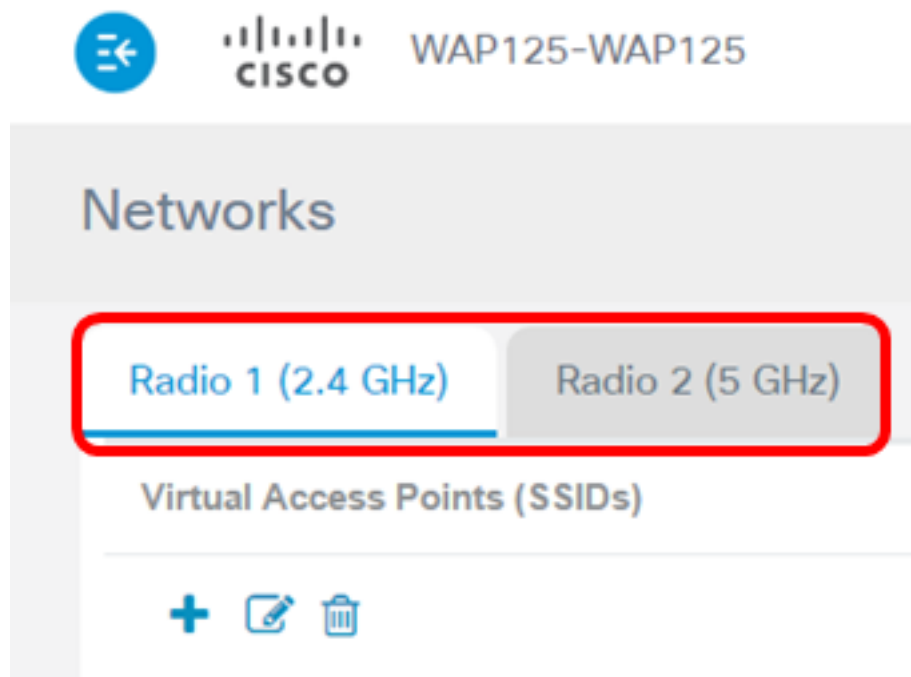 CISCO WAP125-WAP125
Networks
Radio 1 (2.4 GHz) Radio 2 (5 GHz)
Virtual Access Points (SSIDs)